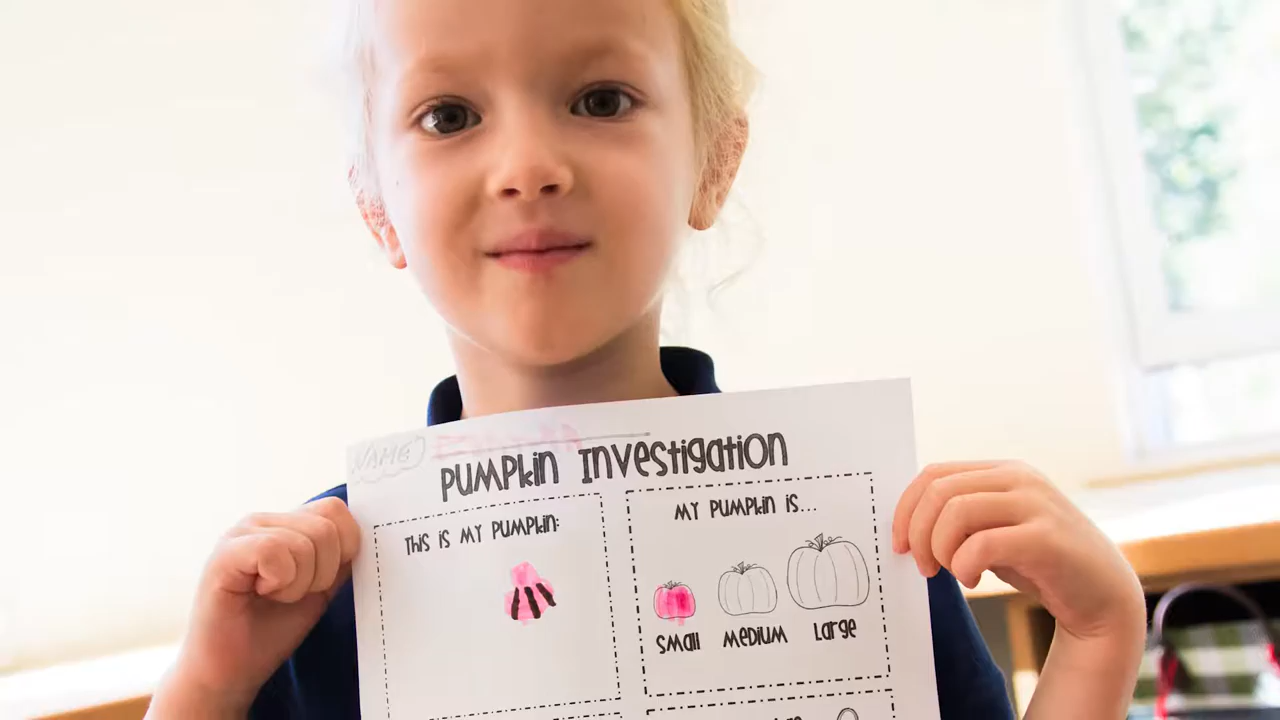 NAME
Pumpkin Investigation
This is my pumpkin:
My pumpkin is...
Small Medium Large